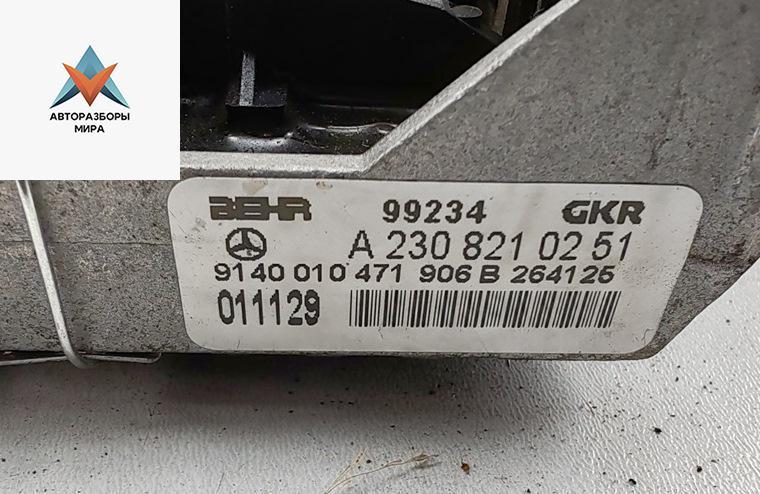 АВТОРАЗБОРЫ
МИРА
BEHR 99234 GKR
A 230 821 02 51
9140 010 471 906 B 264125
011129